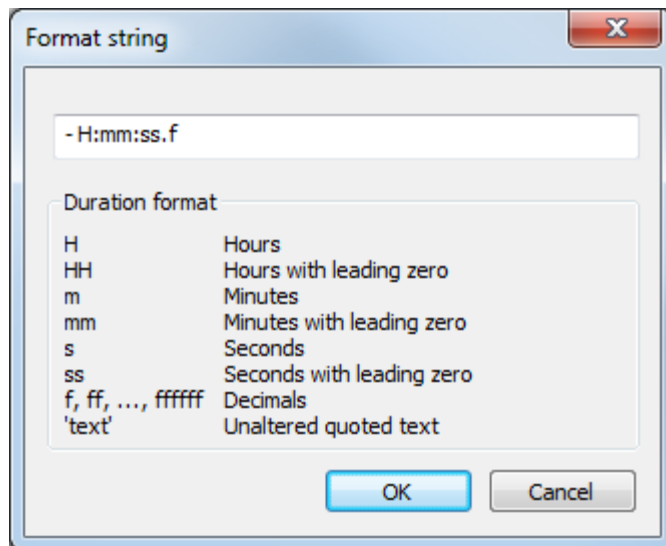 Format string
-H:mm:ss.f
Duration format
H Hours
HH Hours with leading zero
m Minutes
mm Minutes with leading zero
s Seconds
ss Seconds with leading zero
f, ff, ..., ffffff Decimals
'text' Unaltered quoted text
OK Cancel